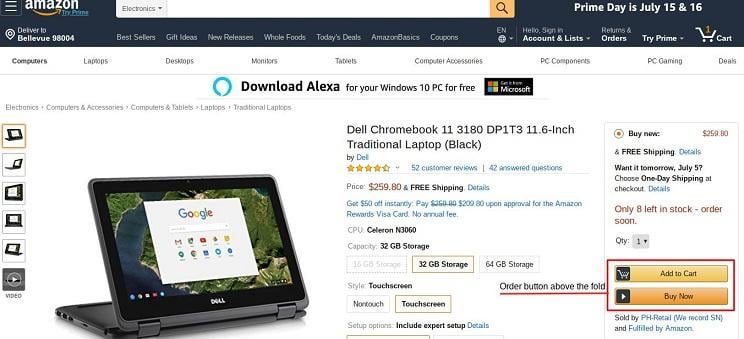 amazon
Try Prime
Electronics
Prime Day is July 15 & 16
Deliver to
Bellevue 98004
Best Sellers Gift Ideas New Releases Whole Foods Today's Deals AmazonBasics Coupons
EN
Hello, Sign in
Account & Lists
Returns &
Orders
Try Prime
1
Cart
Computers Laptops Desktops Monitors Tablets Computer Accessories PC Components PC Gaming Deals
Download Alexa for your Windows 10 PC for free
Get it from
Microsoft
Electronics › Computers & Accessories › Computers & Tablets › Laptops › Traditional Laptops
VIDEO
Google
DELL
Dell Chromebook 11 3180 DP1T3 11.6-Inch
Traditional Laptop (Black)
by Dell
52 customer reviews | 42 answered questions
Price: $259.80 & FREE Shipping. Details
Get $50 off instantly: Pay $259.80 $209.80 upon approval for the Amazon
Rewards Visa Card. No annual fee.
CPU: Celeron N3060
Capacity: 32 GB Storage
16 GB Storage 32 GB Storage 64 GB Storage
Style: Touchscreen
Nontouch Touchscreen
Setup options: Include expert setup Details
Order button above the fold
Buy new: $259.80
& FREE Shipping. Details
Want it tomorrow, July 5?
Choose One-Day Shipping at
checkout. Details
Only 8 left in stock - order
soon.
Qty: 1
Add to Cart
Buy Now
Sold by PH-Retail (We record SN)
and Fulfilled by Amazon.